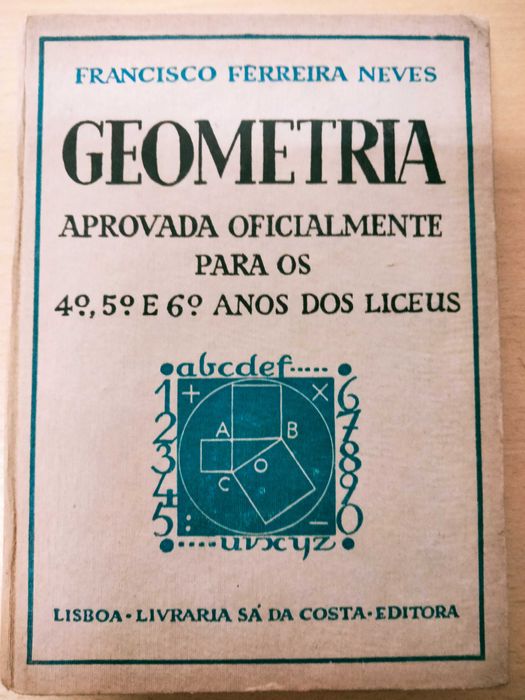 FRANCISCO FERREIRA NEVES
GEOMETRIA
APROVADA OFICIALMENTE
PARA OS
4º, 5º E 6º ANOS DOS LICEUS
•abcdef.....
1 + × 6
2 A B 7
3 O 8
4 C 9
5 : − 0
•....uvxyz•
LISBOA • LIVRARIA SÁ DA COSTA • EDITORA